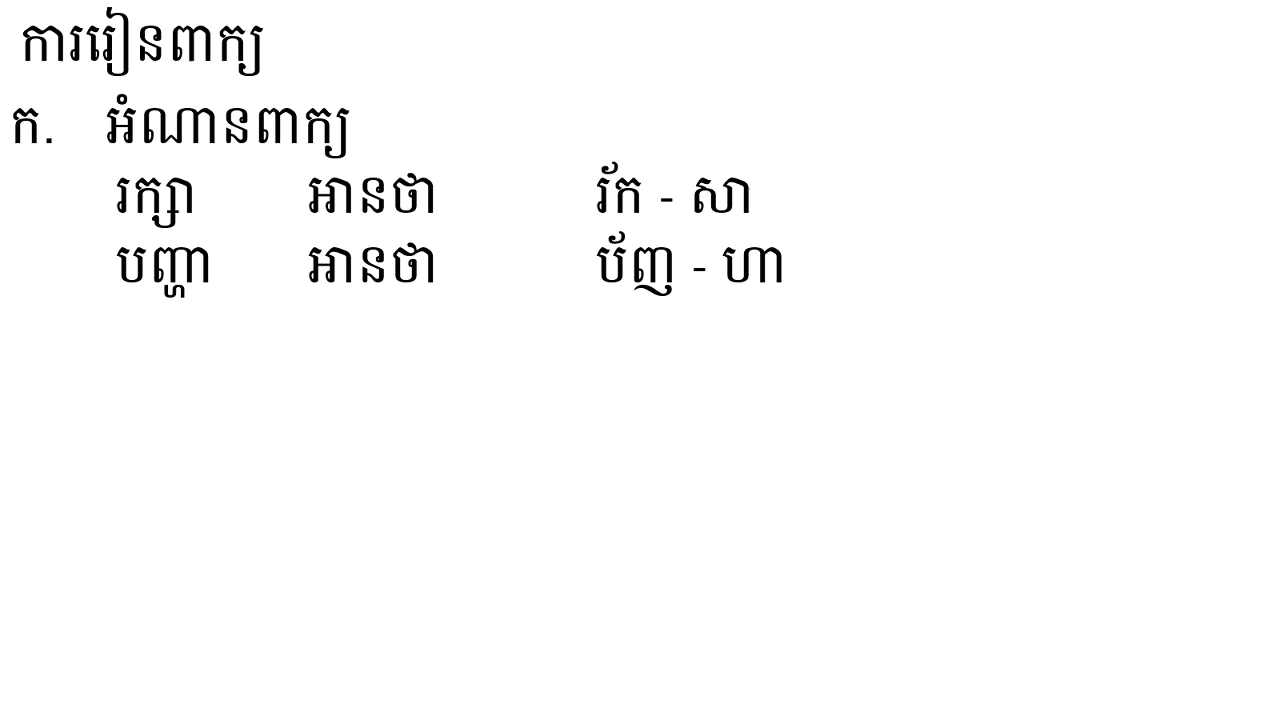 ការរៀនពាក្យ
ក. អំណានពាក្យ
រក្សា អានថា រ័ក - សា
បញ្ហា អានថា ប័ញ - ហា